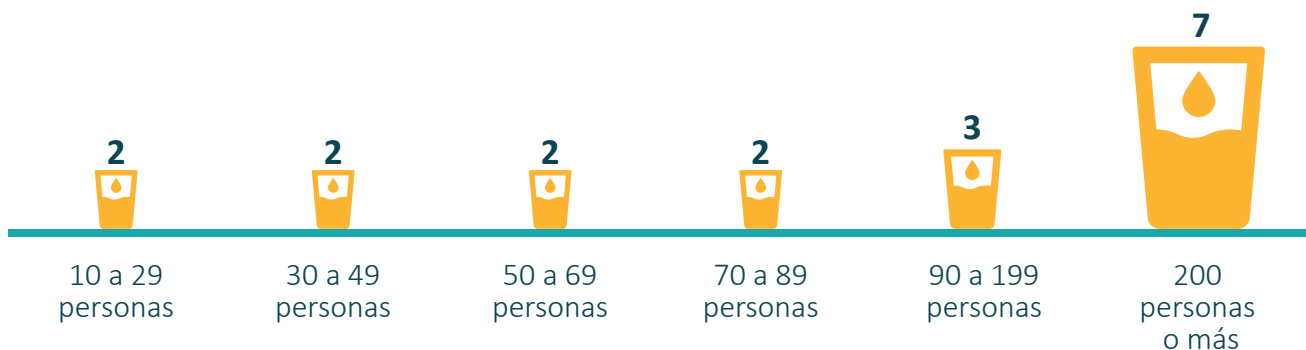 2
2
2
2
3
7
10 a 29
personas
30 a 49
personas
50 a 69
personas
70 a 89
personas
90 a 199
personas
200
personas
o más